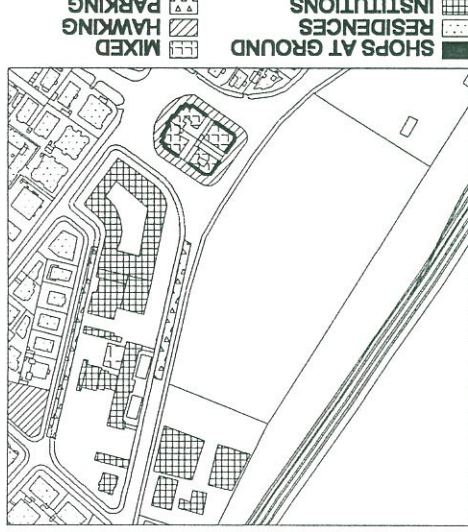 INSTITUTIONS PARKING
RESIDENCES HAWKING
SHOPS AT GROUND MIXED